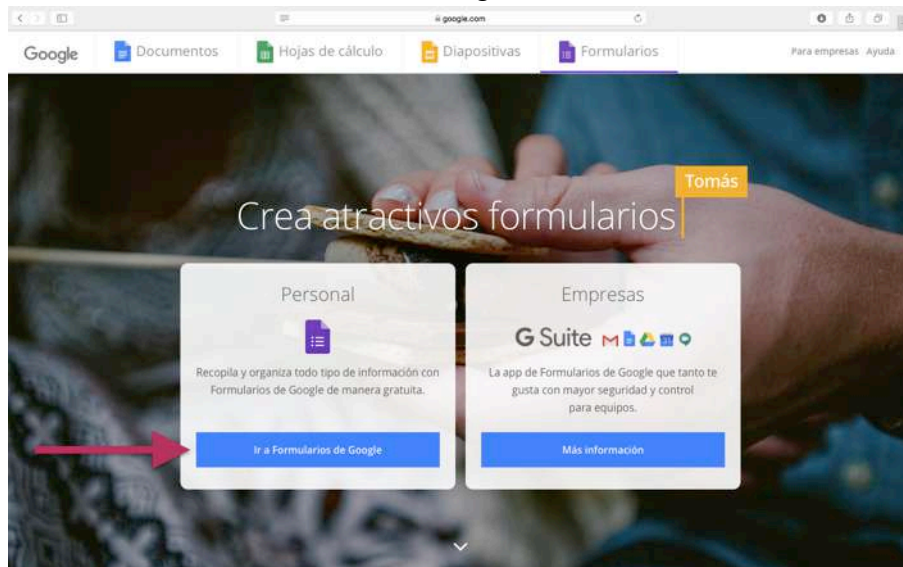 google.com
Google Documentos Hojas de cálculo Diapositivas Formularios Para empresas Ayuda
Tomás
Crea atractivos formularios
Personal
Recopila y organiza todo tipo de información con
Formularios de Google de manera gratuita.
Ir a Formularios de Google
Empresas
G Suite
La app de Formularios de Google que tanto te
gusta con mayor seguridad y control
para equipos.
Más información